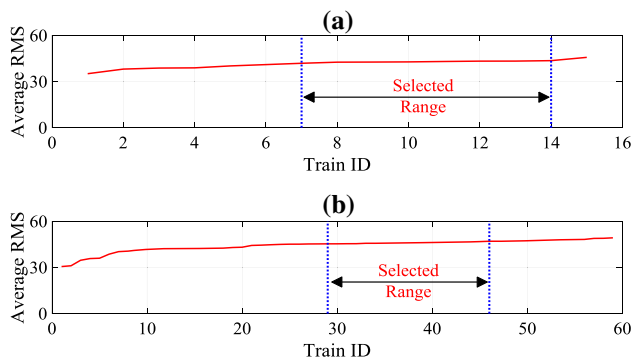 (a)
Average RMS
60
30
0
Selected
Range
0 2 4 6 8 10 12 14 16
Train ID
(b)
Average RMS
60
30
0
Selected
Range
0 10 20 30 40 50 60
Train ID